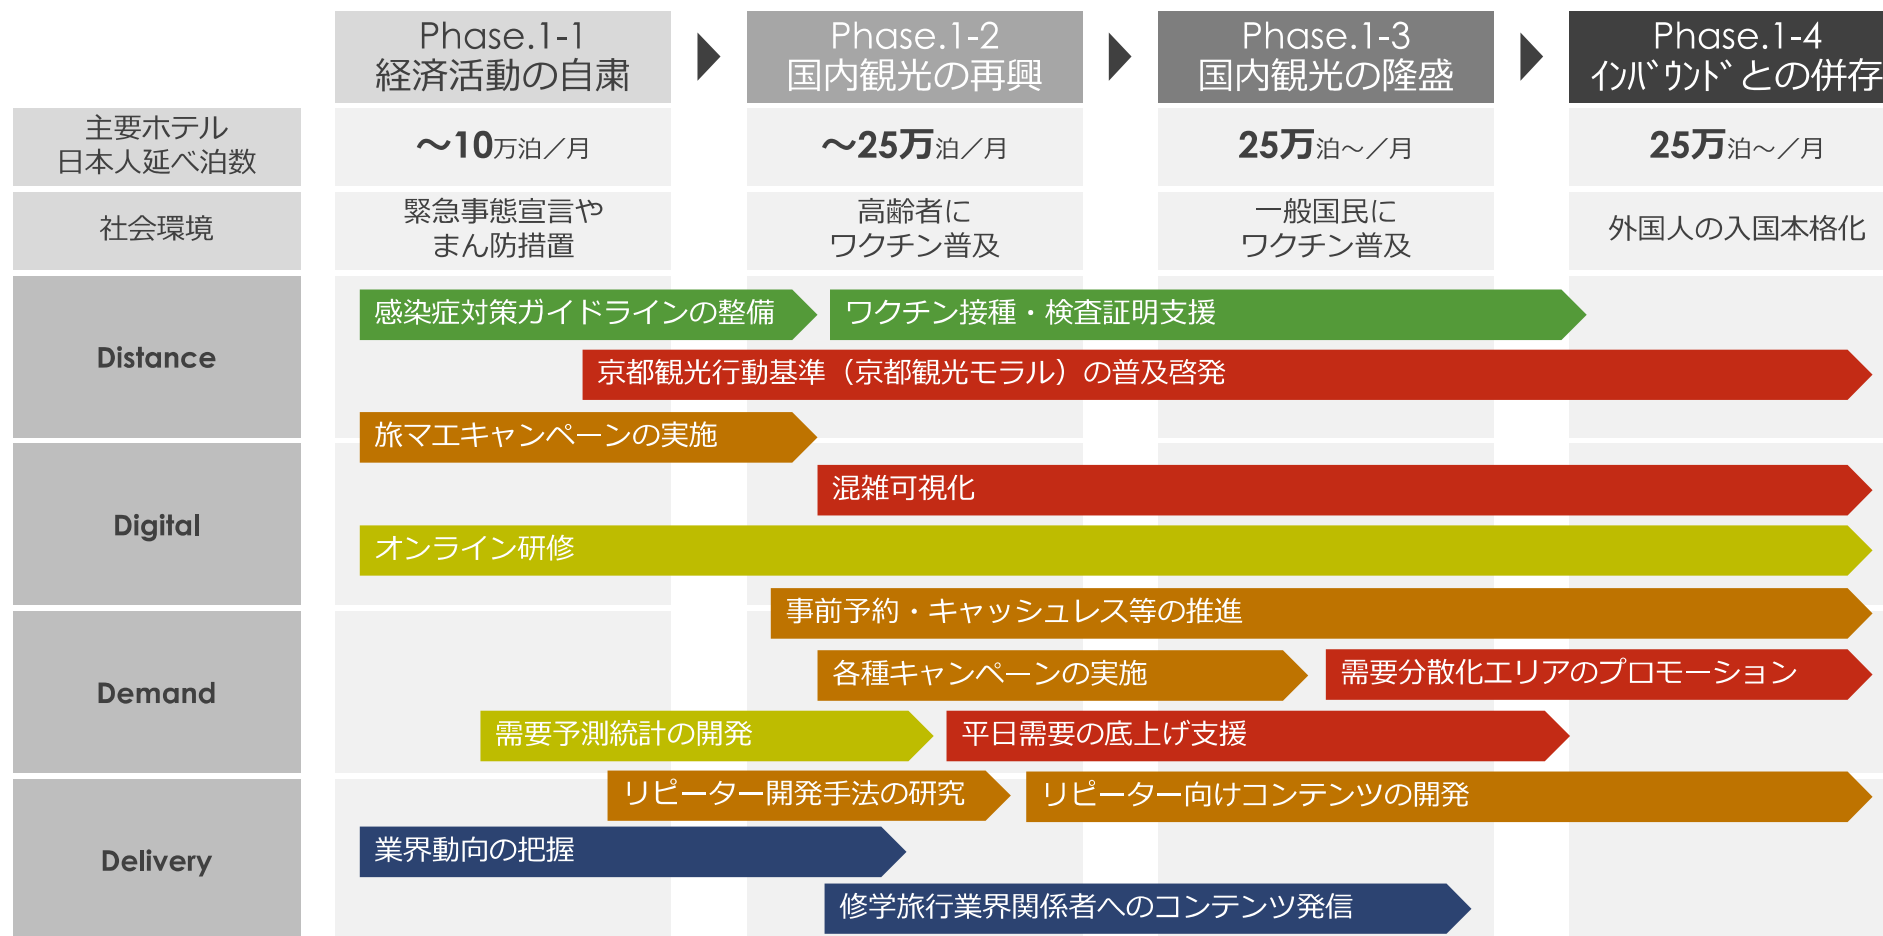 Phase.1-1
経済活動の自粛
Phase.1-2
国内観光の再興
Phase.1-3
国内観光の隆盛
Phase.1-4
ｲﾝﾊﾞｳﾝﾄﾞとの併存
主要ホテル
日本人延べ泊数
～10万泊／月
～25万泊／月
25万泊～／月
25万泊～／月
社会環境
緊急事態宣言や
まん防措置
高齢者に
ワクチン普及
一般国民に
ワクチン普及
外国人の入国本格化
Distance
感染症対策ガイドラインの整備
ワクチン接種・検査証明支援
京都観光行動基準（京都観光モラル）の普及啓発
旅マエキャンペーンの実施
Digital
混雑可視化
オンライン研修
事前予約・キャッシュレス等の推進
Demand
各種キャンペーンの実施
需要分散化エリアのプロモーション
需要予測統計の開発
平日需要の底上げ支援
リピーター開発手法の研究
リピーター向けコンテンツの開発
Delivery
業界動向の把握
修学旅行業界関係者へのコンテンツ発信